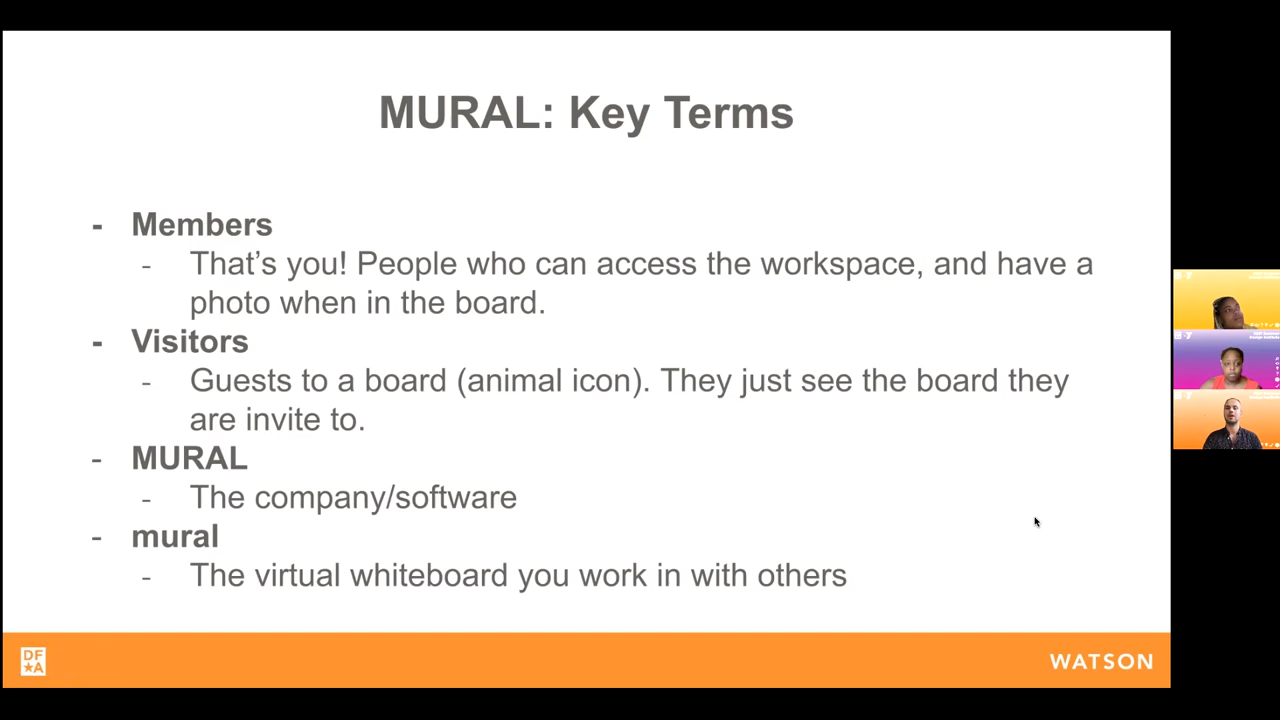 MURAL: Key Terms
- Members
- That's you! People who can access the workspace, and have a
photo when in the board.
- Visitors
- Guests to a board (animal icon). They just see the board they
are invite to.
- MURAL
- The company/software
- mural
- The virtual whiteboard you work in with others
DF
★A
WATSON